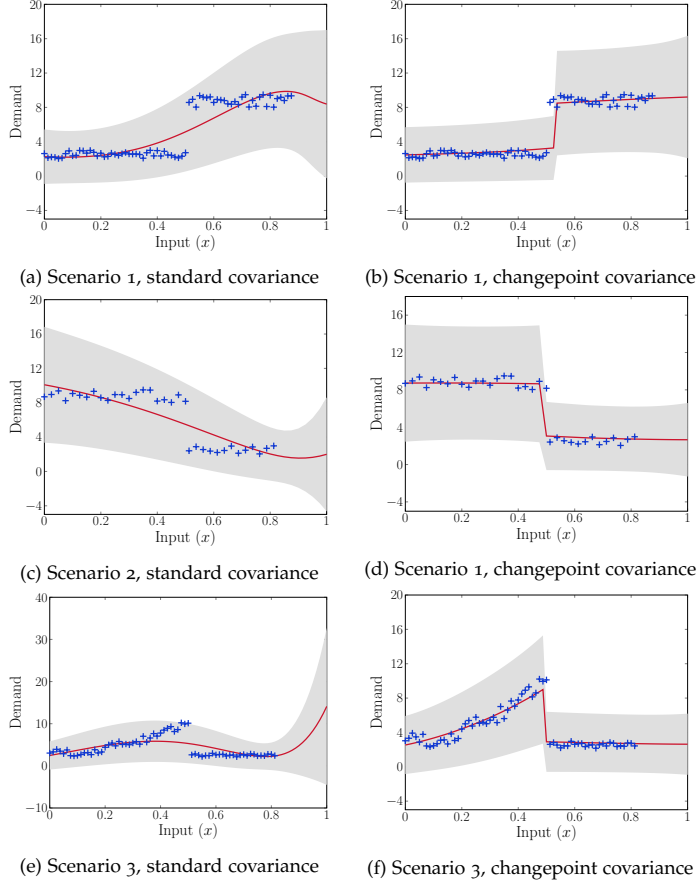 20
16
12
8
4
0
−4
Demand
0 0.2 0.4 0.6 0.8 1
Input (x)
(a) Scenario 1, standard covariance
20
16
12
8
4
0
−4
Demand
0 0.2 0.4 0.6 0.8 1
Input (x)
(b) Scenario 1, changepoint covariance
20
16
12
8
4
0
−4
Demand
0 0.2 0.4 0.6 0.8 1
Input (x)
(c) Scenario 2, standard covariance
16
12
8
4
0
−4
Demand
0 0.2 0.4 0.6 0.8 1
Input (x)
(d) Scenario 1, changepoint covariance
40
30
20
10
0
−10
Demand
0 0.2 0.4 0.6 0.8 1
Input (x)
(e) Scenario 3, standard covariance
20
16
12
8
4
0
−4
Demand
0 0.2 0.4 0.6 0.8 1
Input (x)
(f) Scenario 3, changepoint covariance